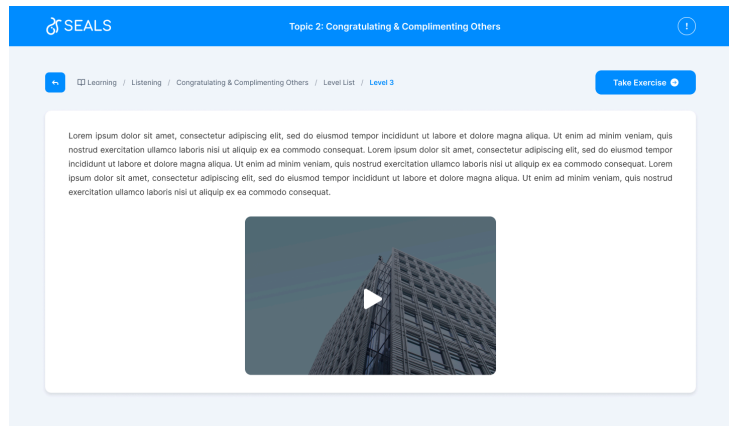 SEALS
Topic 2: Congratulating & Complimenting Others
!
Learning / Listening / Congratulating & Complimenting Others / Level List / Level 3
Take Exercise
Lorem ipsum dolor sit amet, consectetur adipiscing elit, sed do eiusmod tempor incididunt ut labore et dolore magna aliqua. Ut enim ad minim veniam, quis
nostrud exercitation ullamco laboris nisi ut aliquip ex ea commodo consequat. Lorem ipsum dolor sit amet, consectetur adipiscing elit, sed do eiusmod tempor
incididunt ut labore et dolore magna aliqua. Ut enim ad minim veniam, quis nostrud exercitation ullamco laboris nisi ut aliquip ex ea commodo consequat. Lorem
ipsum dolor sit amet, consectetur adipiscing elit, sed do eiusmod tempor incididunt ut labore et dolore magna aliqua. Ut enim ad minim veniam, quis nostrud
exercitation ullamco laboris nisi ut aliquip ex ea commodo consequat.